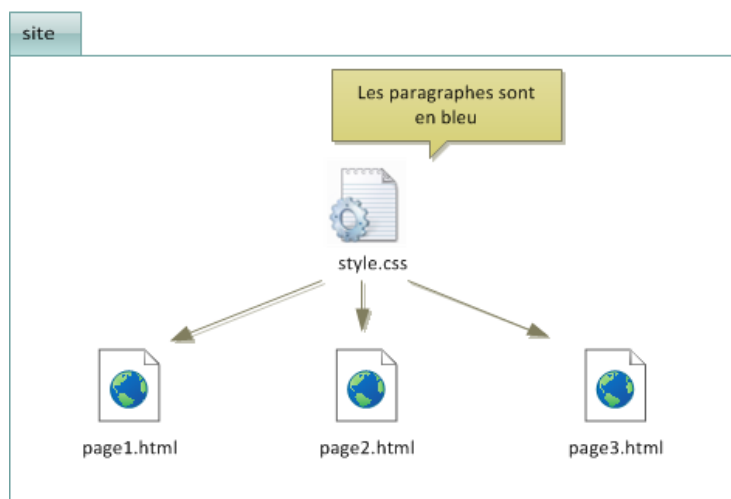 site
Les paragraphes sont
en bleu
style.css
page1.html
page2.html
page3.html